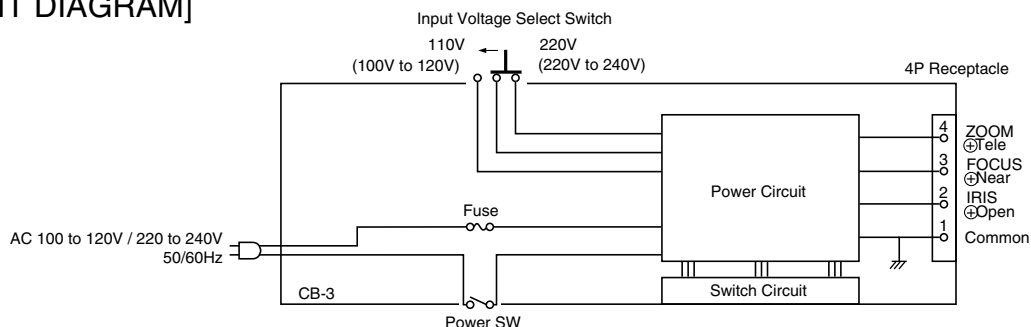 IT DIAGRAM]
Input Voltage Select Switch
110V
(100V to 120V)
220V
(220V to 240V)
4P Receptacle
4
ZOOM
⊕Tele
3
FOCUS
⊕Near
2
IRIS
⊕Open
1
Common
Power Circuit
Fuse
AC 100 to 120V / 220 to 240V
50/60Hz
CB-3
Switch Circuit
Power SW